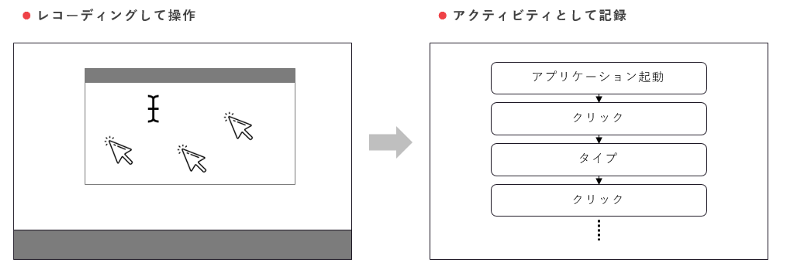 ● レコーディングして操作
● アクティビティとして記録
アプリケーション起動
クリック
タイプ
クリック